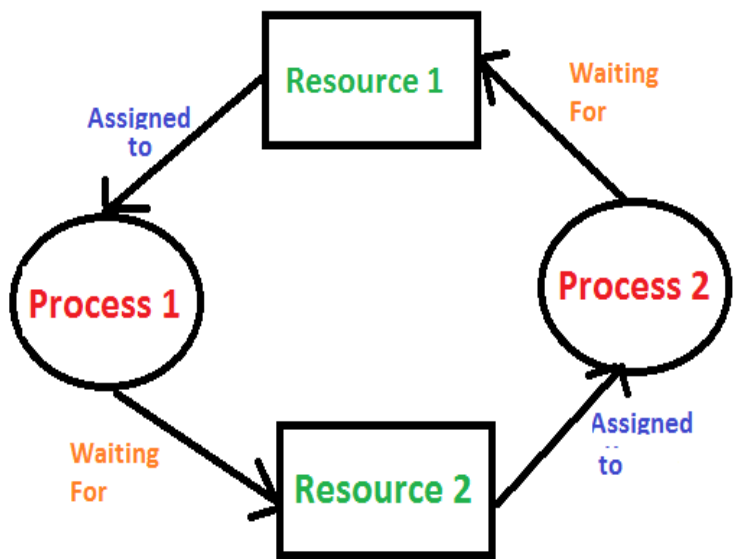 Resource 1
Waiting
For
Assigned
to
Process 1
Process 2
Waiting
For
Resource 2
Assigned
to